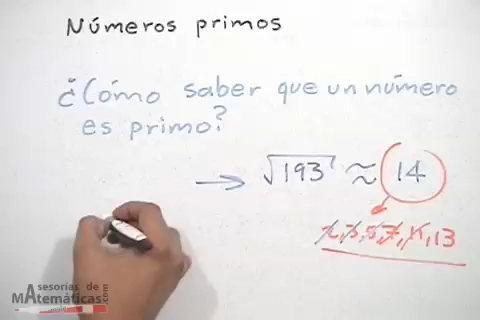 Números primos
¿Cómo saber que un número
es primo?
→ √193 ≈ 14
2, 3, 5, 7, 11, 13
Asesorías de
Matemáticas.com